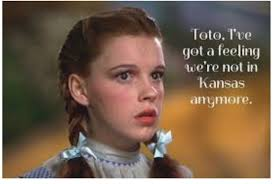 Toto, I've
got a feeling
we're not in
Kansas
anymore.